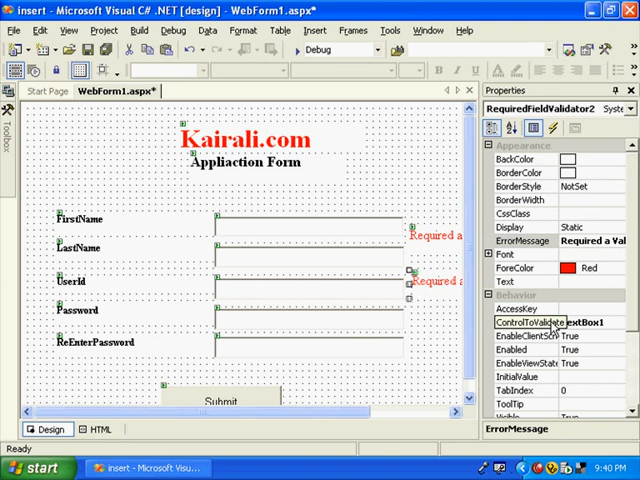 insert - Microsoft Visual C# .NET [design] - WebForm1.aspx*
File Edit View Project Build Debug Data Format Table Insert Frames Tools Window
Debug
Start Page WebForm1.aspx*
Toolbox
Kairali.com
Appliaction Form
FirstName
Required a
LastName
UserId
Required a
Password
ReEnterPassword
Submit
Design HTML
Properties
RequiredFieldValidator2 Syste
Appearance
BackColor
BorderColor
BorderStyle NotSet
BorderWidth
CssClass
Display Static
ErrorMessage Required a Val
Font
ForeColor Red
Text
Behavior
AccessKey
ControlToValidate extBox1
EnableClientScr True
Enabled True
EnableViewState True
InitialValue
TabIndex 0
ToolTip
Visible True
ErrorMessage
Ready
start insert - Microsoft Visu... 9:40 PM